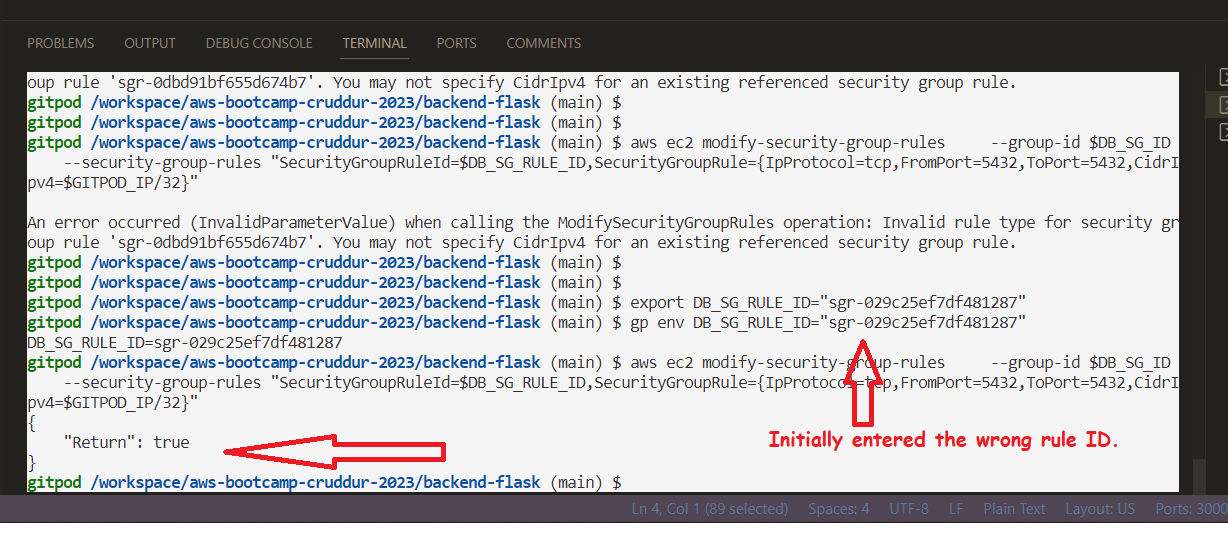 PROBLEMS OUTPUT DEBUG CONSOLE TERMINAL PORTS COMMENTS
oup rule 'sgr-0dbd91bf655d674b7'. You may not specify CidrIpv4 for an existing referenced security group rule.
gitpod /workspace/aws-bootcamp-cruddur-2023/backend-flask (main) $
gitpod /workspace/aws-bootcamp-cruddur-2023/backend-flask (main) $
gitpod /workspace/aws-bootcamp-cruddur-2023/backend-flask (main) $ aws ec2 modify-security-group-rules     --group-id $DB_SG_ID
    --security-group-rules "SecurityGroupRuleId=$DB_SG_RULE_ID,SecurityGroupRule={IpProtocol=tcp,FromPort=5432,ToPort=5432,CidrI
pv4=$GITPOD_IP/32}"
An error occurred (InvalidParameterValue) when calling the ModifySecurityGroupRules operation: Invalid rule type for security gr
oup rule 'sgr-0dbd91bf655d674b7'. You may not specify CidrIpv4 for an existing referenced security group rule.
gitpod /workspace/aws-bootcamp-cruddur-2023/backend-flask (main) $
gitpod /workspace/aws-bootcamp-cruddur-2023/backend-flask (main) $
gitpod /workspace/aws-bootcamp-cruddur-2023/backend-flask (main) $ export DB_SG_RULE_ID="sgr-029c25ef7df481287"
gitpod /workspace/aws-bootcamp-cruddur-2023/backend-flask (main) $ gp env DB_SG_RULE_ID="sgr-029c25ef7df481287"
DB_SG_RULE_ID=sgr-029c25ef7df481287
gitpod /workspace/aws-bootcamp-cruddur-2023/backend-flask (main) $ aws ec2 modify-security-group-rules     --group-id $DB_SG_ID
    --security-group-rules "SecurityGroupRuleId=$DB_SG_RULE_ID,SecurityGroupRule={IpProtocol=tcp,FromPort=5432,ToPort=5432,CidrI
pv4=$GITPOD_IP/32}"
{
    "Return": true
Initially entered the wrong rule ID.
}
gitpod /workspace/aws-bootcamp-cruddur-2023/backend-flask (main) $
Ln 4, Col 1 (89 selected) Spaces: 4 UTF-8 LF Plain Text Layout: US Ports: 3000